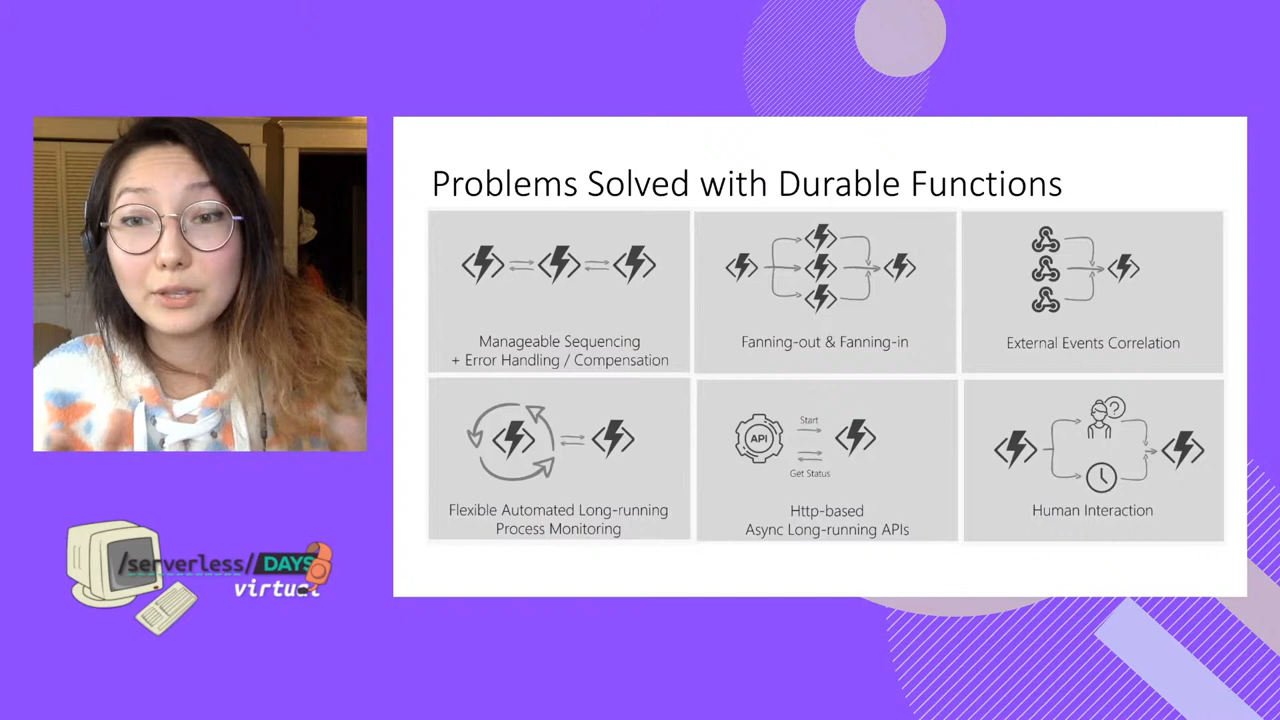 Problems Solved with Durable Functions
Manageable Sequencing
+ Error Handling / Compensation
Fanning-out & Fanning-in
External Events Correlation
Flexible Automated Long-running
Process Monitoring
API
Start
Get Status
Http-based
Async Long-running APIs
?
Human Interaction
/serverless/DAYS
virtual